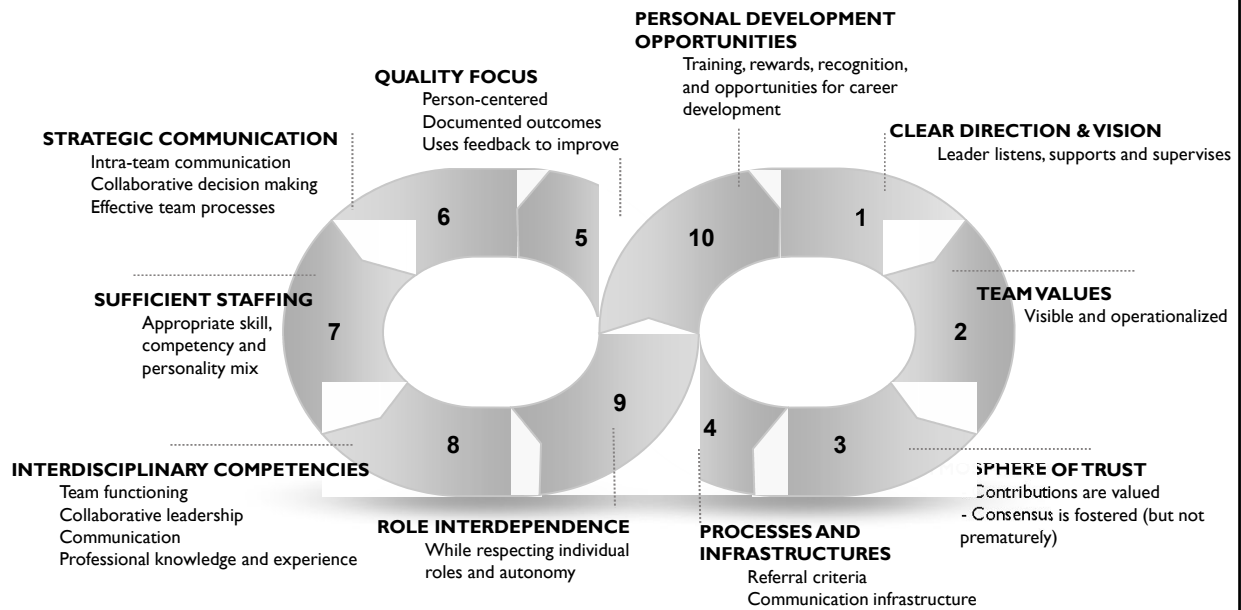 PERSONAL DEVELOPMENT
OPPORTUNITIES
Training, rewards, recognition,
and opportunities for career
development
QUALITY FOCUS
Person-centered
Documented outcomes
Uses feedback to improve
STRATEGIC COMMUNICATION
Intra-team communication
Collaborative decision making
Effective team processes
CLEAR DIRECTION & VISION
Leader listens, supports and supervises
6
5
10
1
SUFFICIENT STAFFING
Appropriate skill,
competency and
personality mix
7
TEAM VALUES
Visible and operationalized
2
9
8
4
3
INTERDISCIPLINARY COMPETENCIES
Team functioning
Collaborative leadership
Communication
Professional knowledge and experience
ROLE INTERDEPENDENCE
While respecting individual
roles and autonomy
PROCESSES AND
INFRASTRUCTURES
Referral criteria
Communication infrastructure
OF TRUST
Contributions are valued
- Consensus is fostered (but not
prematurely)